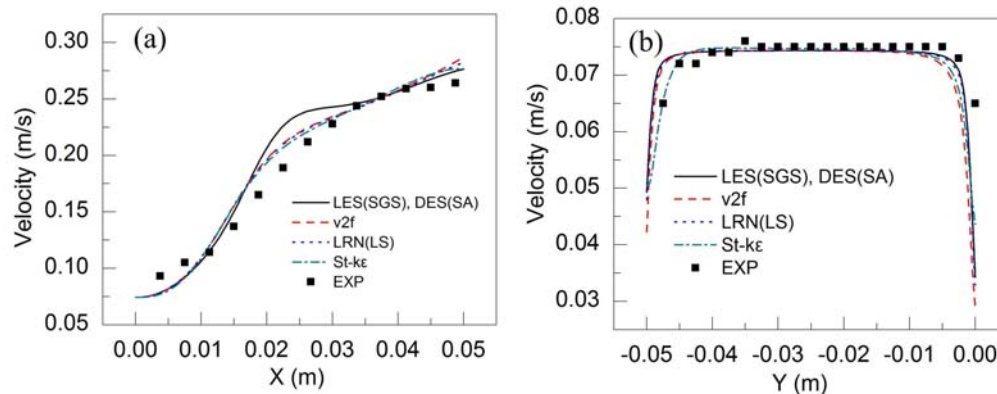 (a)
0.30
0.25
0.20
0.15
0.10
0.05
Velocity (m/s)
LES(SGS), DES(SA)
v2f
LRN(LS)
St-kε
EXP
0.00 0.01 0.02 0.03 0.04 0.05
X (m)
(b)
0.08
0.07
0.06
0.05
0.04
0.03
Velocity (m/s)
LES(SGS), DES(SA)
v2f
LRN(LS)
St-kε
EXP
-0.05 -0.04 -0.03 -0.02 -0.01 0.00
Y (m)